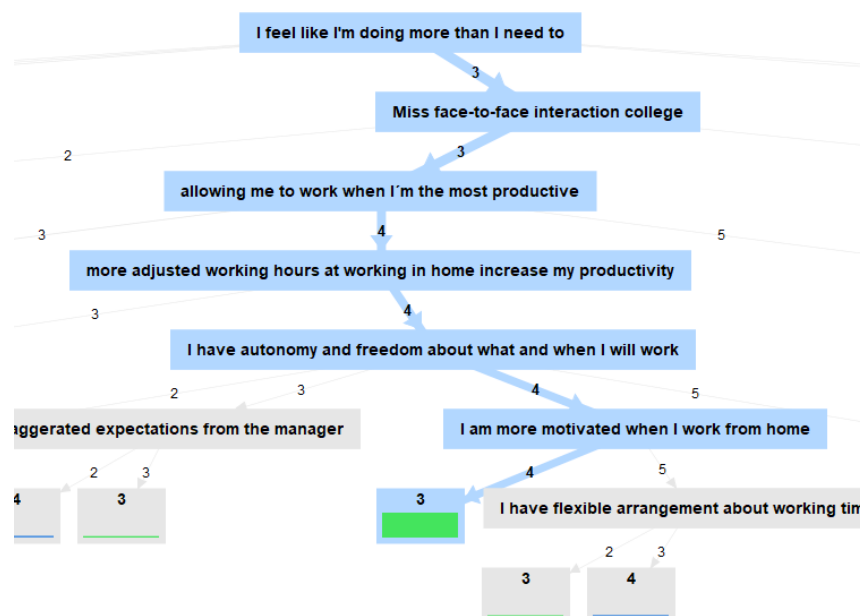 I feel like I'm doing more than I need to
3
Miss face-to-face interaction college
2
3
allowing me to work when I´m the most productive
3
4
5
more adjusted working hours at working in home increase my productivity
3
4
I have autonomy and freedom about what and when I will work
2
3
4
5
aggerated expectations from the manager
I am more motivated when I work from home
2
3
4
5
4
3
3
I have flexible arrangement about working tim
2
3
3
4